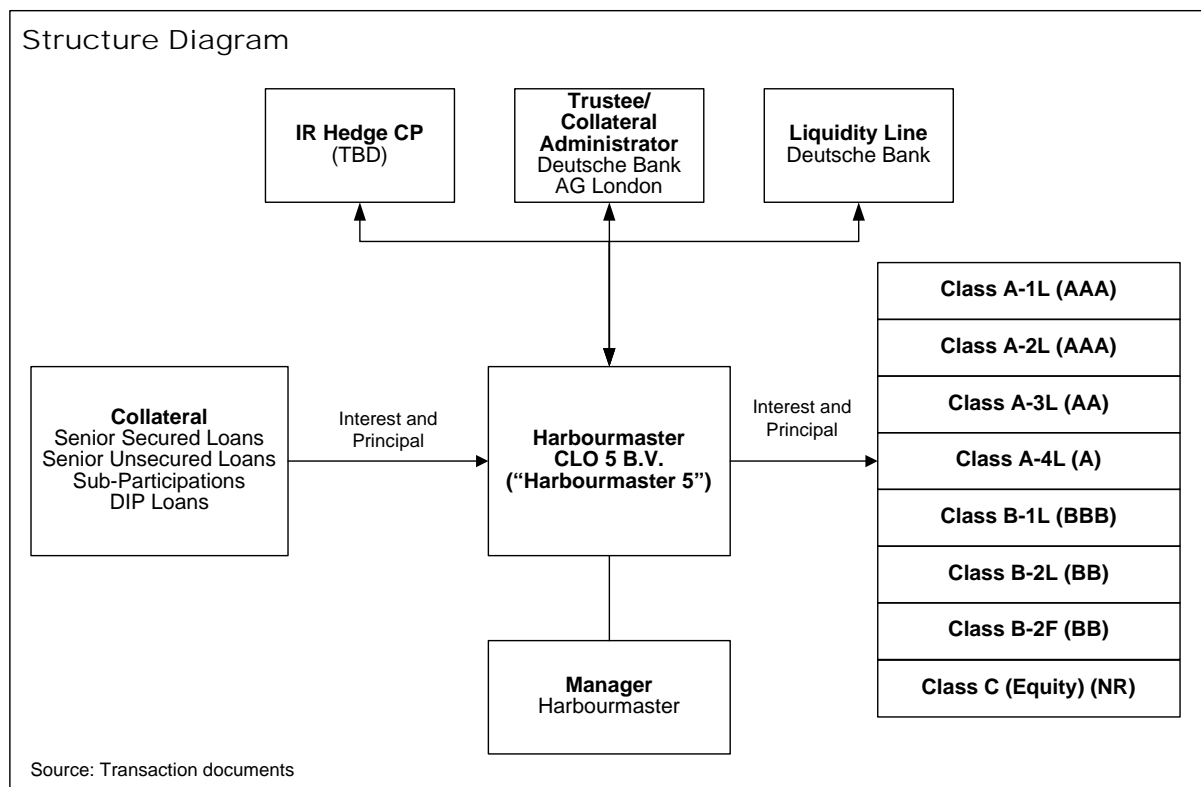 Structure Diagram
IR Hedge CP
(TBD)
Trustee/
Collateral
Administrator
Deutsche Bank
AG London
Liquidity Line
Deutsche Bank
Collateral
Senior Secured Loans
Senior Unsecured Loans
Sub-Participations
DIP Loans
Interest and
Principal
Harbourmaster
CLO 5 B.V.
(“Harbourmaster 5”)
Interest and
Principal
Class A-1L (AAA)
Class A-2L (AAA)
Class A-3L (AA)
Class A-4L (A)
Class B-1L (BBB)
Class B-2L (BB)
Class B-2F (BB)
Class C (Equity) (NR)
Manager
Harbourmaster
Source: Transaction documents